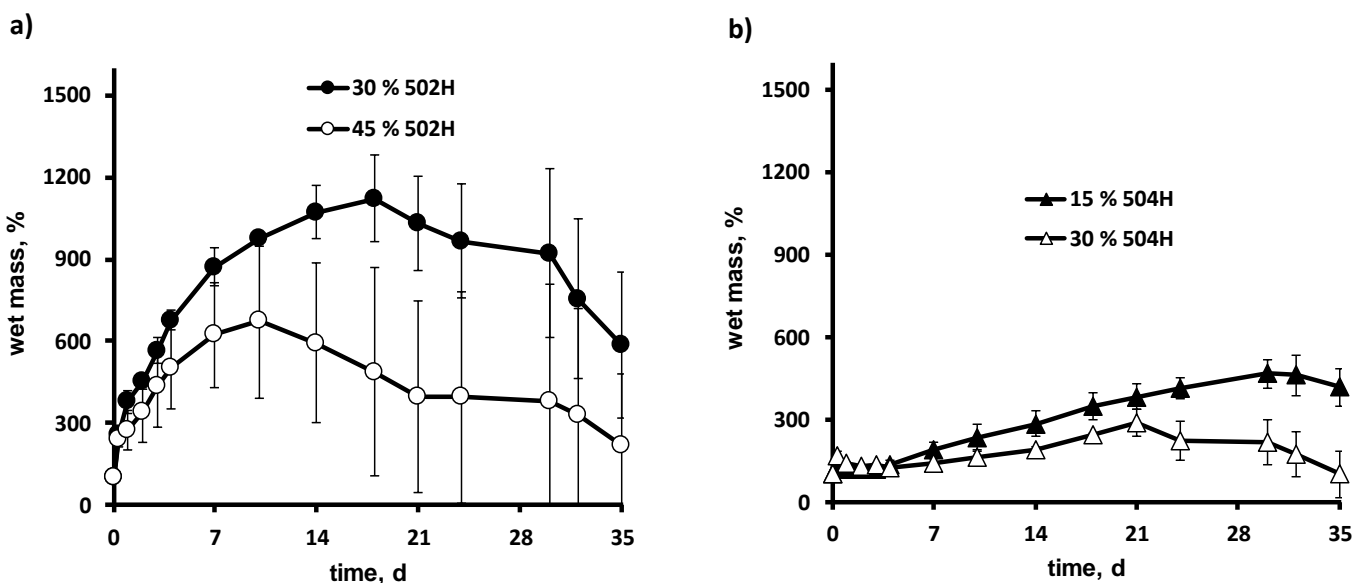 a)
1500
1200
900
600
300
0
wet mass, %
30 % 502H
45 % 502H
0 7 14 21 28 35
time, d
b)
1500
1200
900
600
300
0
wet mass, %
15 % 504H
30 % 504H
0 7 14 21 28 35
time, d